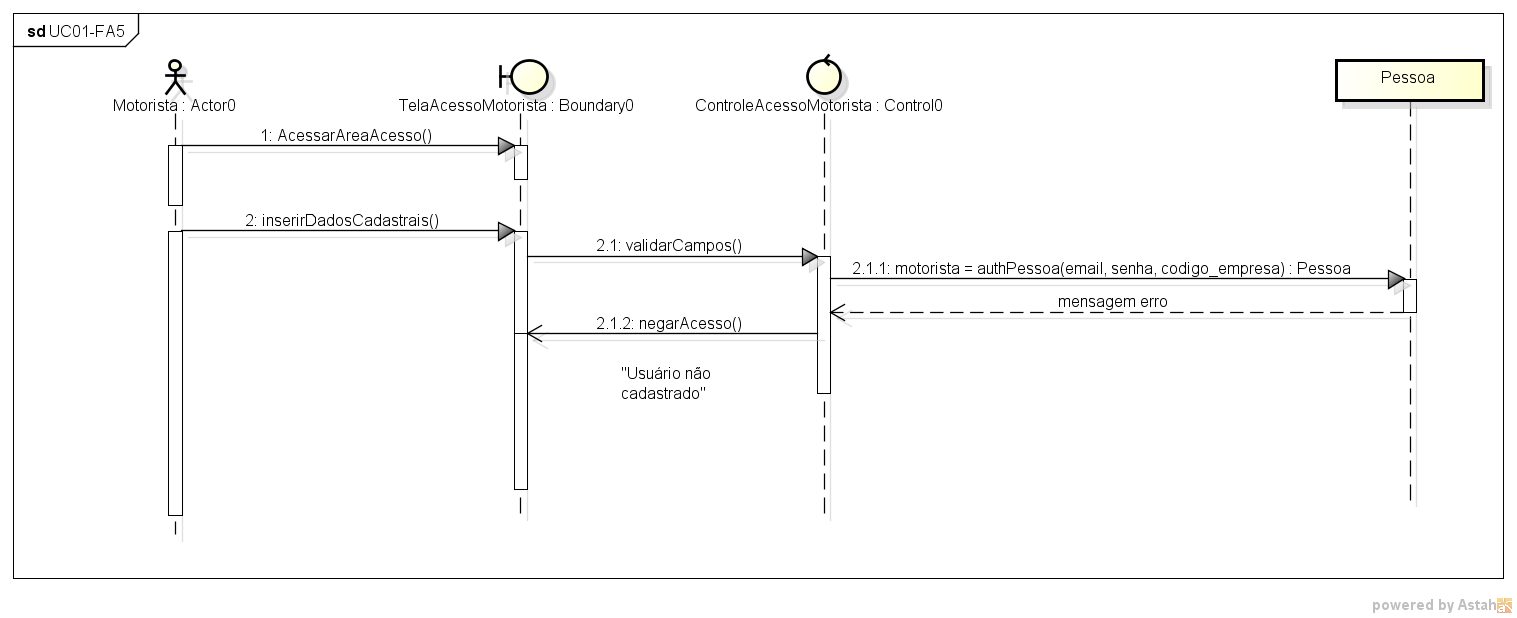 sd UC01-FA5
Motorista : Actor0
TelaAcessoMotorista : Boundary0
ControleAcessoMotorista : Control0
Pessoa
1: AcessarAreaAcesso()
2: inserirDadosCadastrais()
2.1: validarCampos()
2.1.1: motorista = authPessoa(email, senha, codigo_empresa) : Pessoa
mensagem erro
2.1.2: negarAcesso()
"Usuário não
cadastrado"
powered by Astah